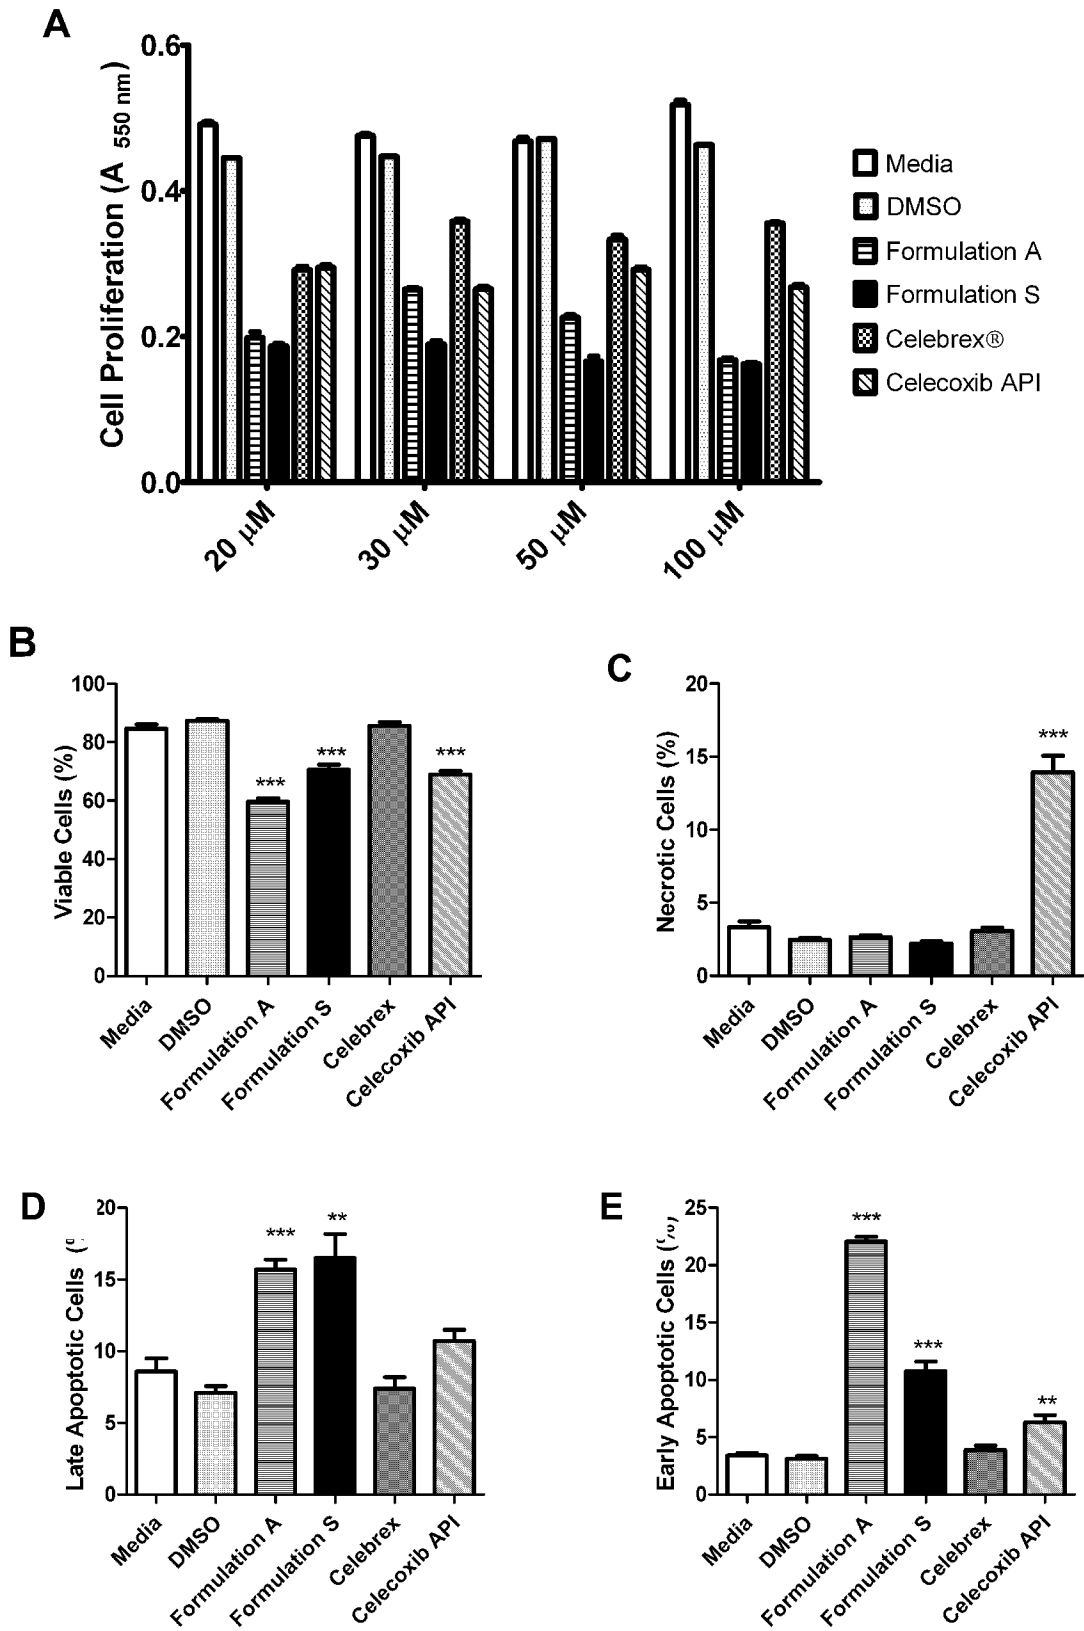 A
Cell Proliferation (A 550 nm)
0.6
0.4
0.2
0.0
20 µM
30 µM
50 µM
100 µM
Media
DMSO
Formulation A
Formulation S
Celebrex®
Celecoxib API
B
Viable Cells (%)
100
80
60
40
20
0
***
***
***
Media
DMSO
Formulation A
Formulation S
Celebrex
Celecoxib API
C
Necrotic Cells (%)
20
15
10
5
0
***
Media
DMSO
Formulation A
Formulation S
Celebrex
Celecoxib API
D
Late Apoptotic Cells (
20
15
10
5
0
***
**
Media
DMSO
Formulation A
Formulation S
Celebrex
Celecoxib API
E
Early Apoptotic Cells (%)
25
20
15
10
5
0
***
***
**
Media
DMSO
Formulation A
Formulation S
Celebrex
Celecoxib API